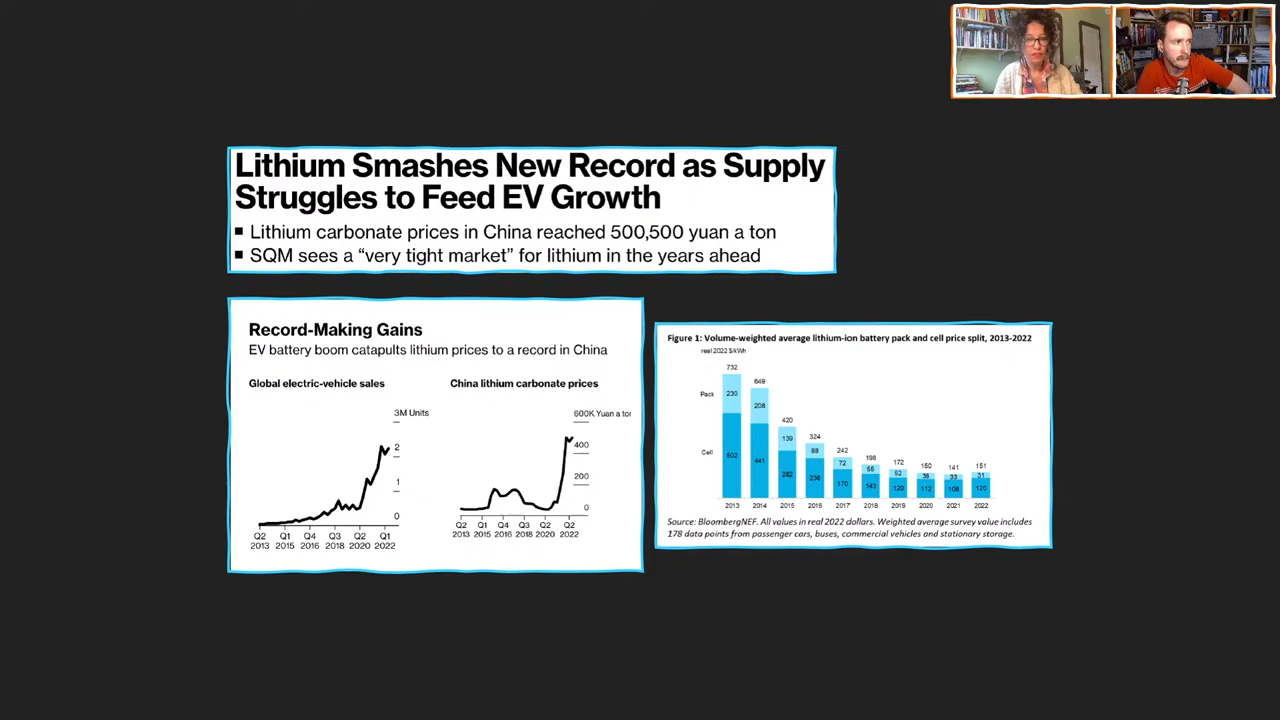 Lithium Smashes New Record as Supply
Struggles to Feed EV Growth
▪ Lithium carbonate prices in China reached 500,500 yuan a ton
▪ SQM sees a “very tight market” for lithium in the years ahead
Record-Making Gains
EV battery boom catapults lithium prices to a record in China
Global electric-vehicle sales
3M Units
2
1
0
Q2 Q1 Q4 Q3 Q2 Q1
2013 2015 2016 2018 2020 2022
China lithium carbonate prices
600K Yuan a ton
400
200
0
Q2 Q1 Q4 Q3 Q2 Q2
2013 2015 2016 2018 2020 2022
Figure 1: Volume-weighted average lithium-ion battery pack and cell price split, 2013-2022
real 2022 $/kWh
732 649 420 324 242 198 172 150 141 151
Pack 230 208 139 88 72 55 52 38 33 31
Cell 502 441 282 236 170 143 120 112 108 120
2013 2014 2015 2016 2017 2018 2019 2020 2021 2022
Source: BloombergNEF. All values in real 2022 dollars. Weighted average survey value includes
178 data points from passenger cars, buses, commercial vehicles and stationary storage.